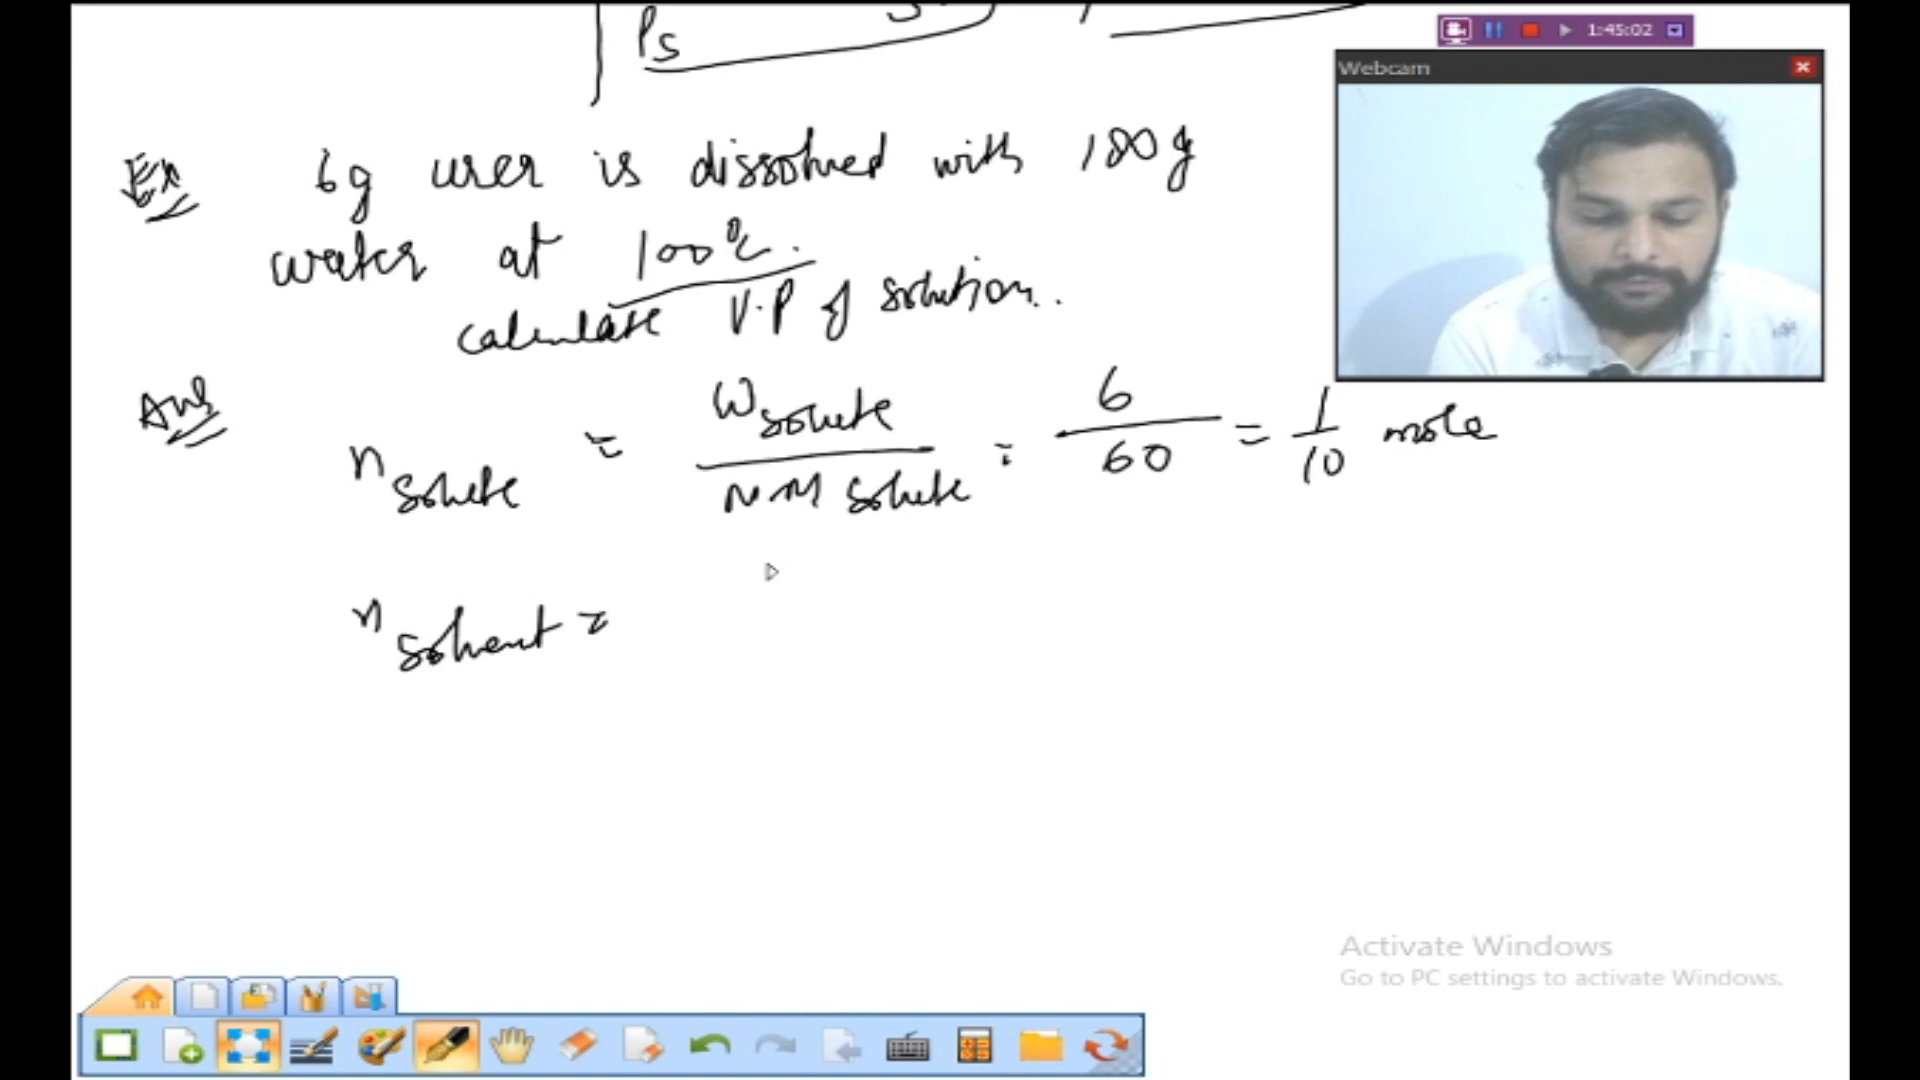 Ps
1:45:02
Webcam
Ex 6g urea is dissolved with 180g
water at 100°C.
calculate V.P of solution.
Ans n solute = W solute / M.M solute = 6 / 60 = 1 / 10 mole
n solvent =
Activate Windows
Go to PC settings to activate Windows.